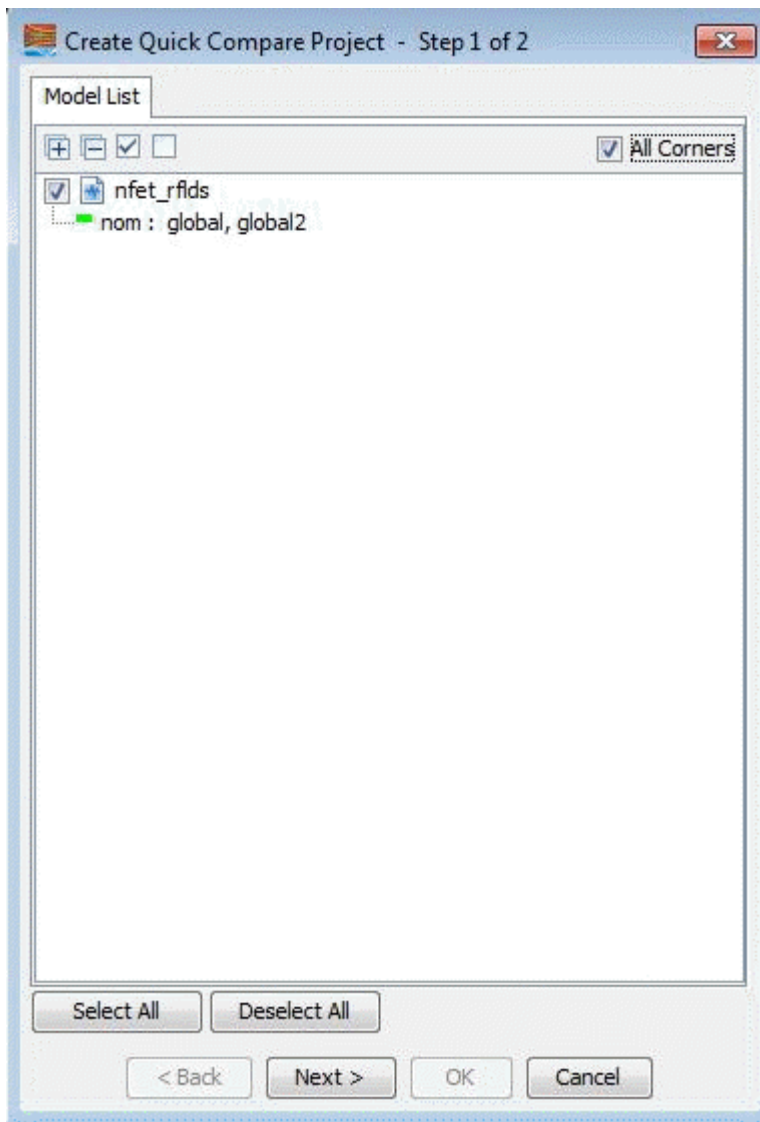 Create Quick Compare Project - Step 1 of 2
Model List
All Corners
nfet_rflds
nom : global, global2
Select All Deselect All
< Back Next > OK Cancel